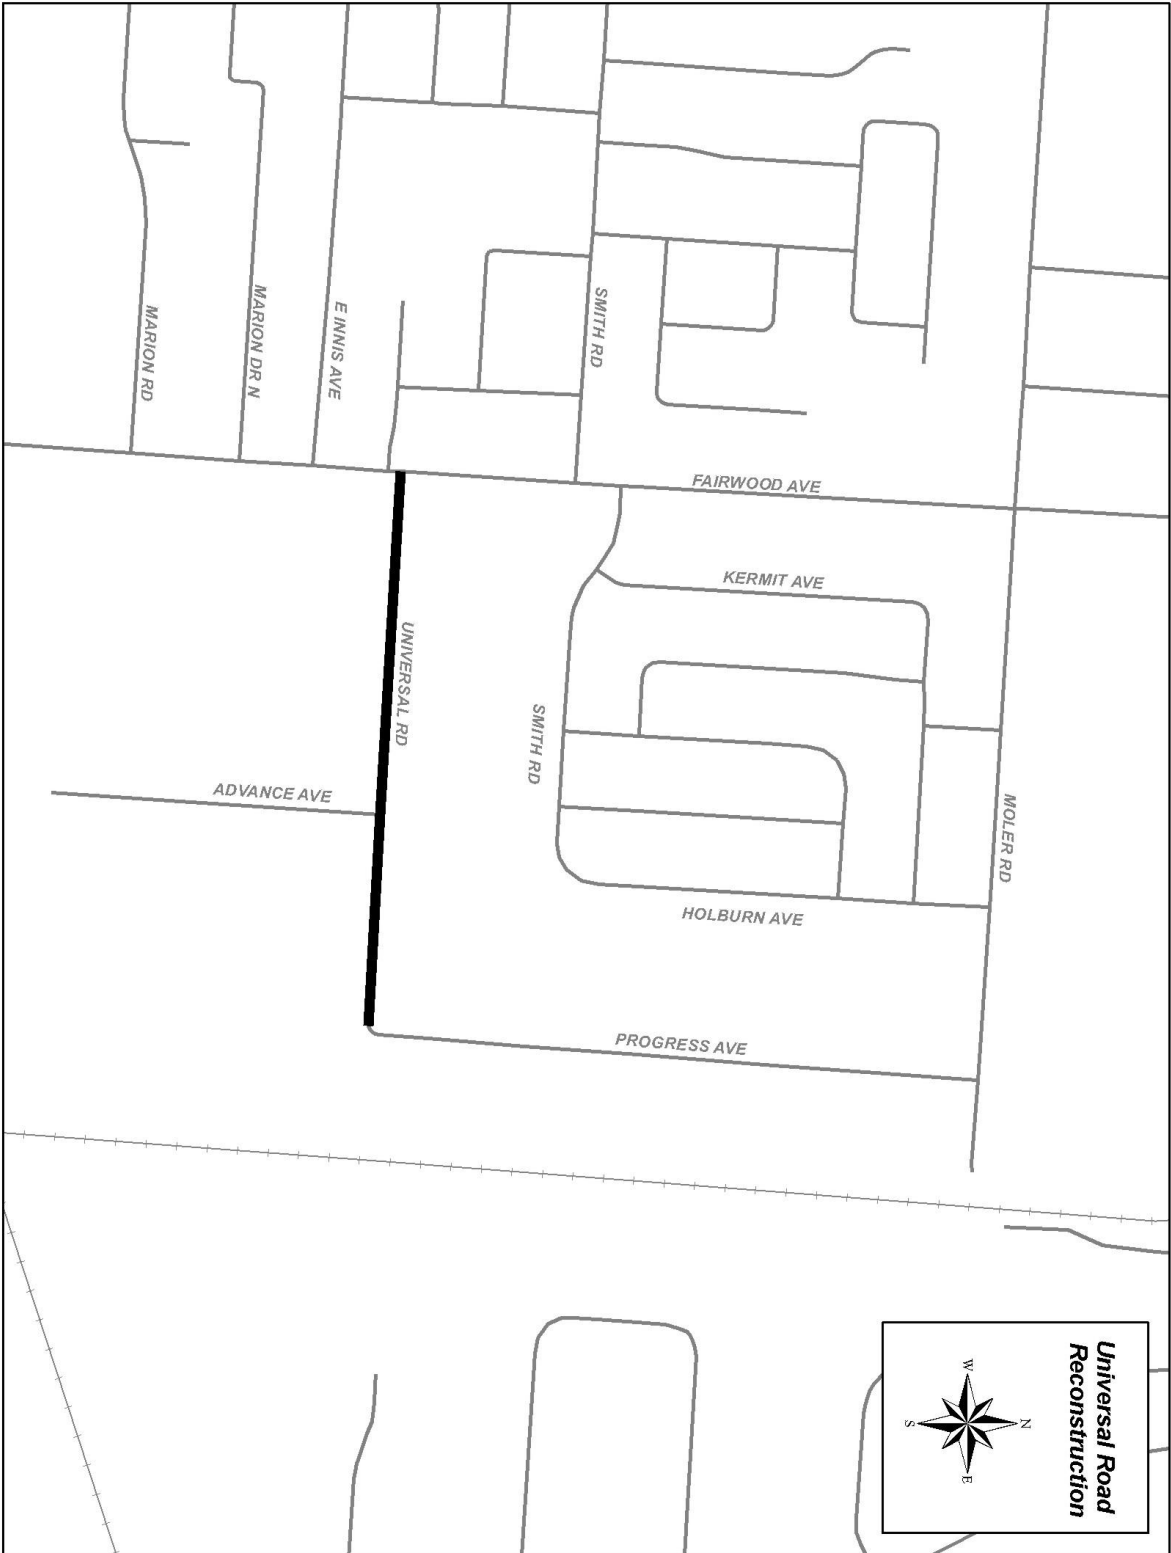 Universal Road
Reconstruction
N
W
E
S
MARION RD
MARION DR N
E INNIS AVE
SMITH RD
FAIRWOOD AVE
KERMIT AVE
UNIVERSAL RD
SMITH RD
ADVANCE AVE
MOLER RD
HOLBURN AVE
PROGRESS AVE